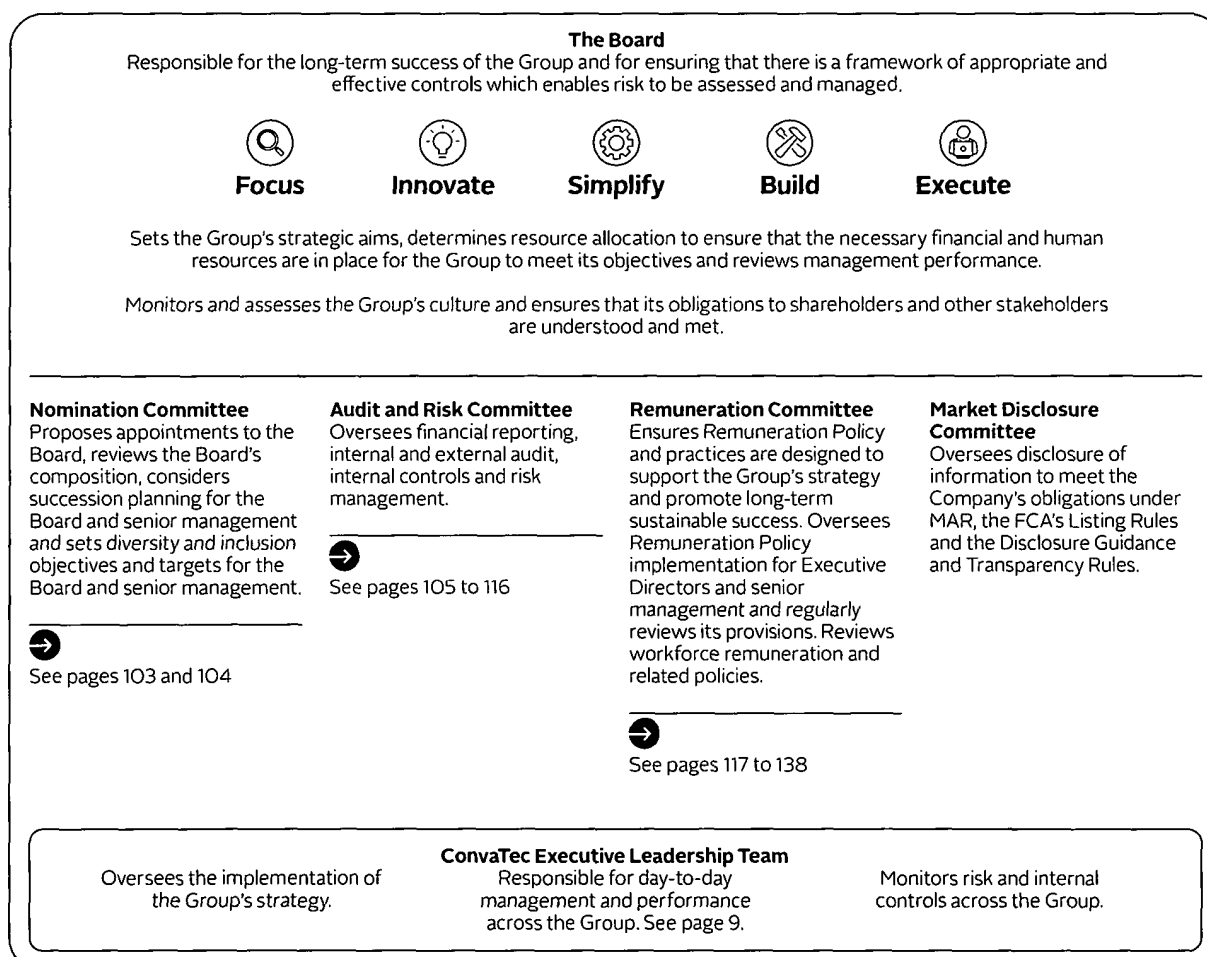 The Board
Responsible for the long-term success of the Group and for ensuring that there is a framework of appropriate and
effective controls which enables risk to be assessed and managed.
Focus
Innovate
Simplify
Build
Execute
Sets the Group's strategic aims, determines resource allocation to ensure that the necessary financial and human
resources are in place for the Group to meet its objectives and reviews management performance.
Monitors and assesses the Group's culture and ensures that its obligations to shareholders and other stakeholders
are understood and met.
Nomination Committee
Proposes appointments to the
Board, reviews the Board's
composition, considers
succession planning for the
Board and senior management
and sets diversity and inclusion
objectives and targets for the
Board and senior management.
See pages 103 and 104
Audit and Risk Committee
Oversees financial reporting,
internal and external audit,
internal controls and risk
management.
See pages 105 to 116
Remuneration Committee
Ensures Remuneration Policy
and practices are designed to
support the Group's strategy
and promote long-term
sustainable success. Oversees
Remuneration Policy
implementation for Executive
Directors and senior
management and regularly
reviews its provisions. Reviews
workforce remuneration and
related policies.
See pages 117 to 138
Market Disclosure
Committee
Oversees disclosure of
information to meet the
Company's obligations under
MAR, the FCA's Listing Rules
and the Disclosure Guidance
and Transparency Rules.
ConvaTec Executive Leadership Team
Oversees the implementation of
the Group's strategy.
Responsible for day-to-day
management and performance
across the Group. See page 9.
Monitors risk and internal
controls across the Group.